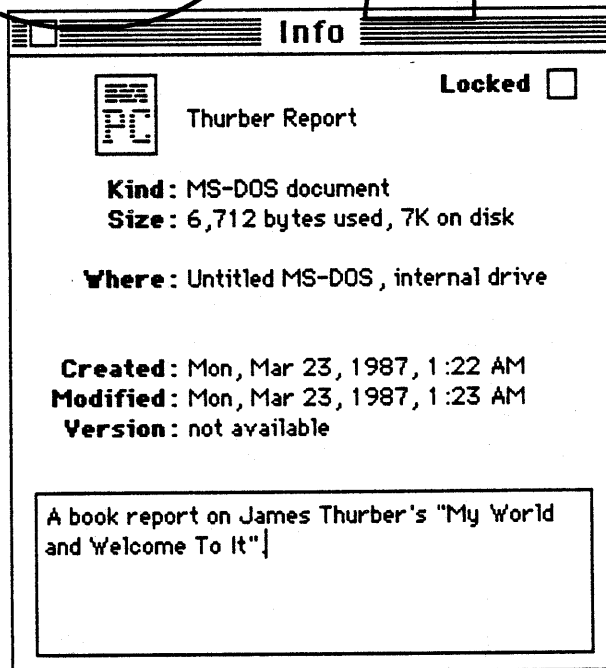 Info
Locked
PC
Thurber Report
Kind: MS-DOS document
Size: 6,712 bytes used, 7K on disk
Where: Untitled MS-DOS, internal drive
Created: Mon, Mar 23, 1987, 1:22 AM
Modified: Mon, Mar 23, 1987, 1:23 AM
Version: not available
A book report on James Thurber's "My World
and Welcome To It".